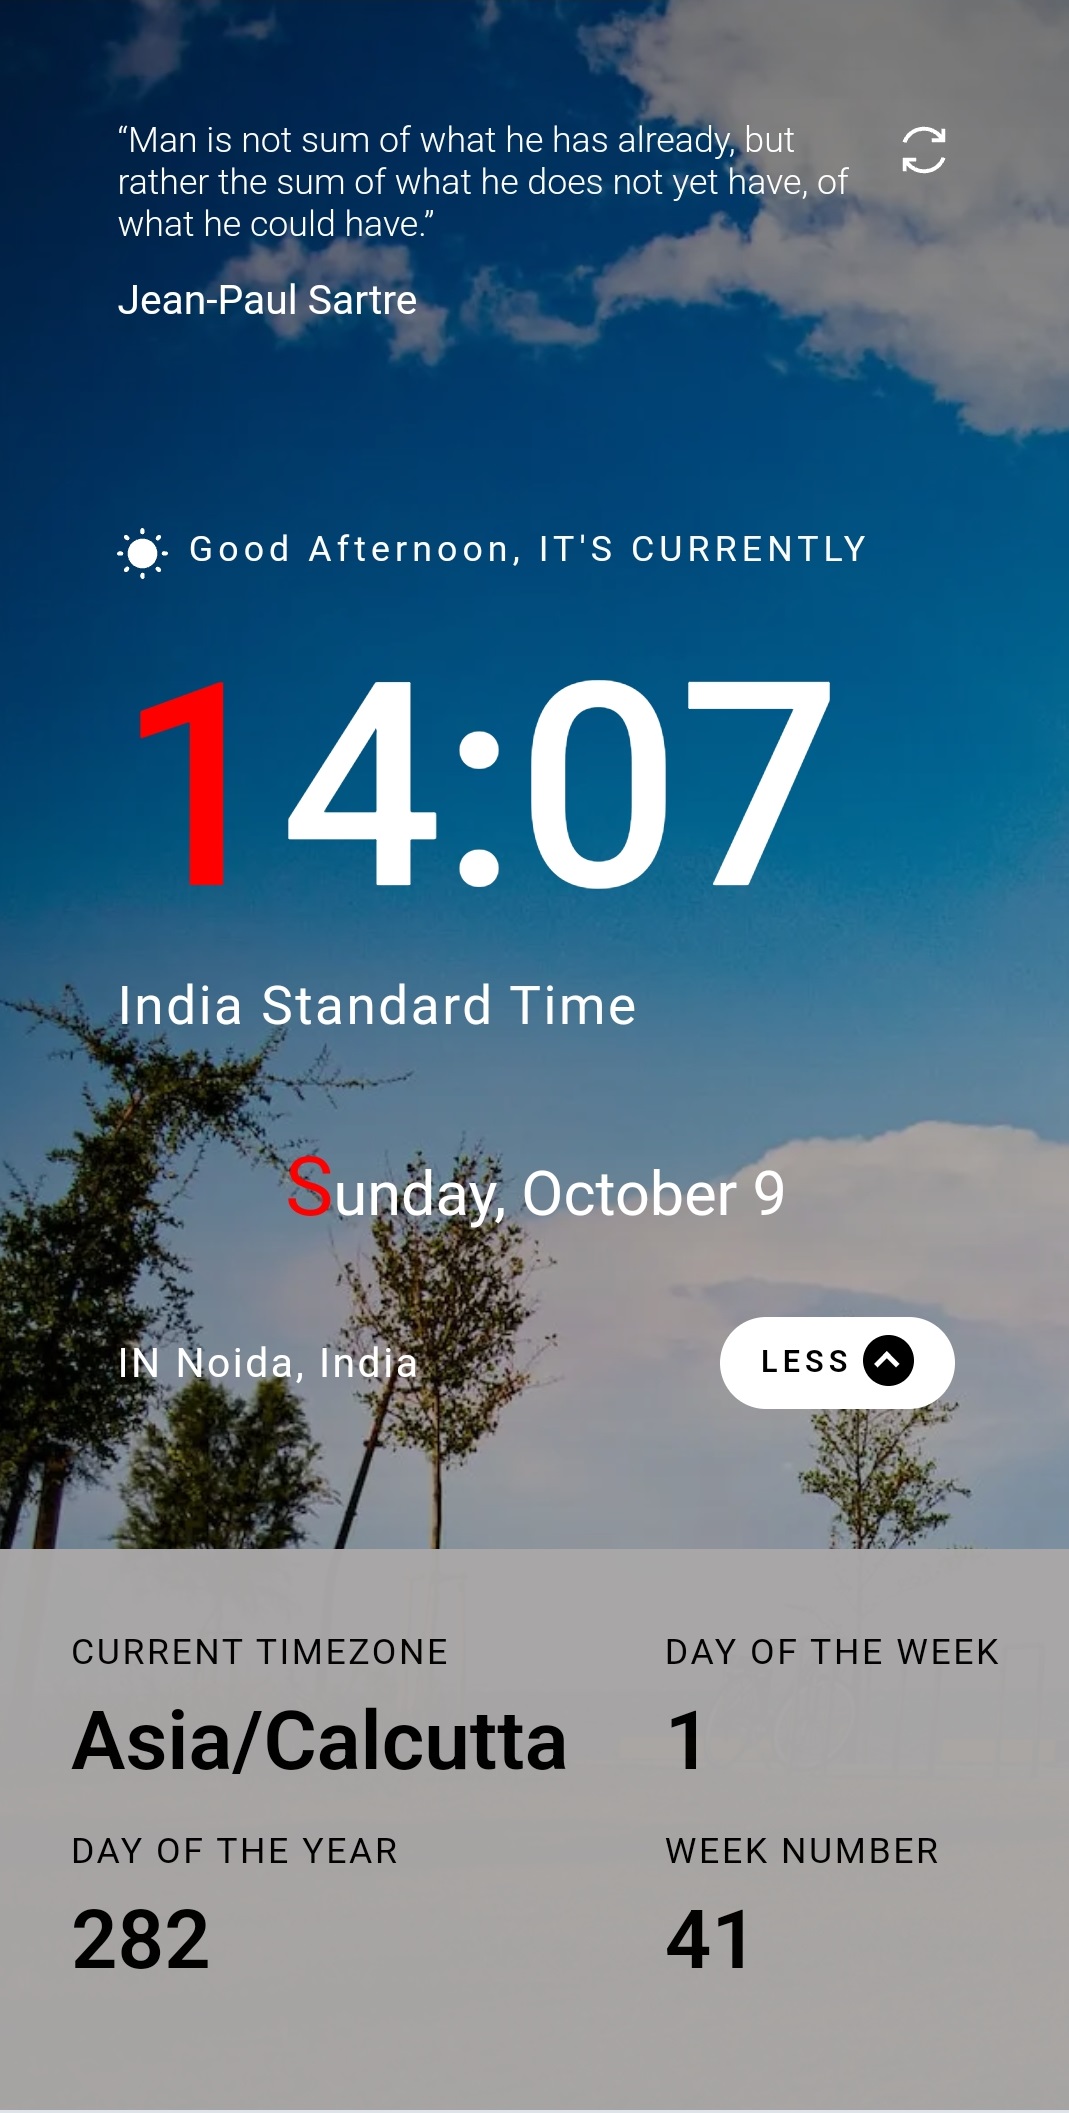 “Man is not sum of what he has already, but
rather the sum of what he does not yet have, of
what he could have.”
Jean-Paul Sartre
Good Afternoon, IT'S CURRENTLY
14:07
India Standard Time
Sunday, October 9
IN Noida, India
LESS
CURRENT TIMEZONE
Asia/Calcutta
DAY OF THE WEEK
1
DAY OF THE YEAR
282
WEEK NUMBER
41